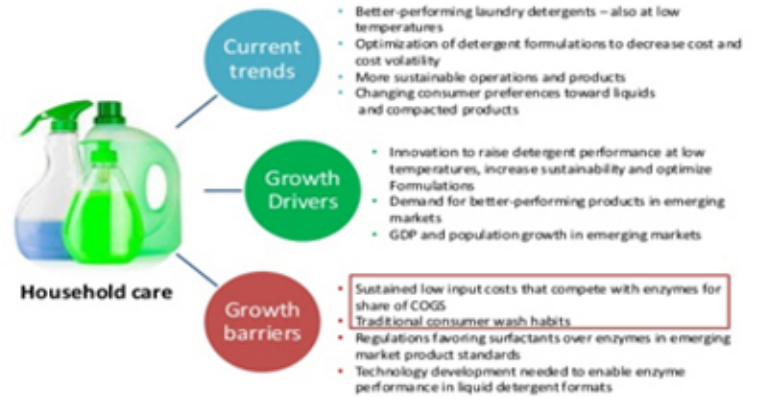 Current
trends
Better-performing laundry detergents – also at low
temperatures
Optimization of detergent formulations to decrease cost and
cost volatility
More sustainable operations and products
Changing consumer preferences toward liquids
and compacted products
Growth
Drivers
Innovation to raise detergent performance at low
temperatures, increase sustainability and optimize
Formulations
Demand for better-performing products in emerging
markets
GDP and population growth in emerging markets
Household care
Growth
barriers
Sustained low input costs that compete with enzymes for
share of COGS
Traditional consumer wash habits
Regulations favoring surfactants over enzymes in emerging
market product standards
Technology development needed to enable enzyme
performance in liquid detergent formats